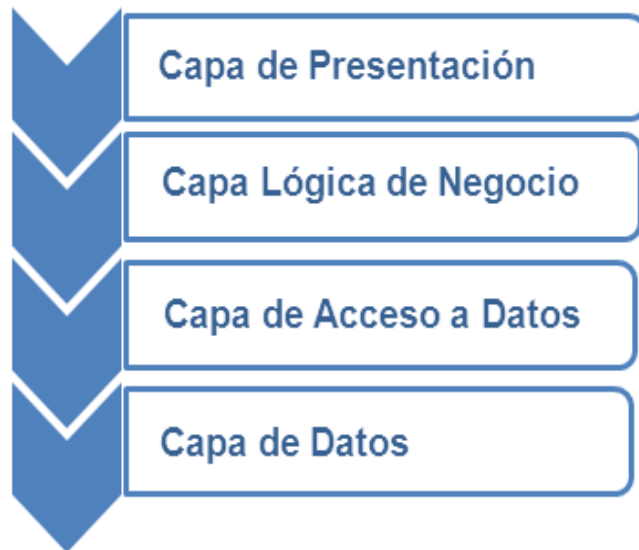 Capa de Presentación
Capa Lógica de Negocio
Capa de Acceso a Datos
Capa de Datos